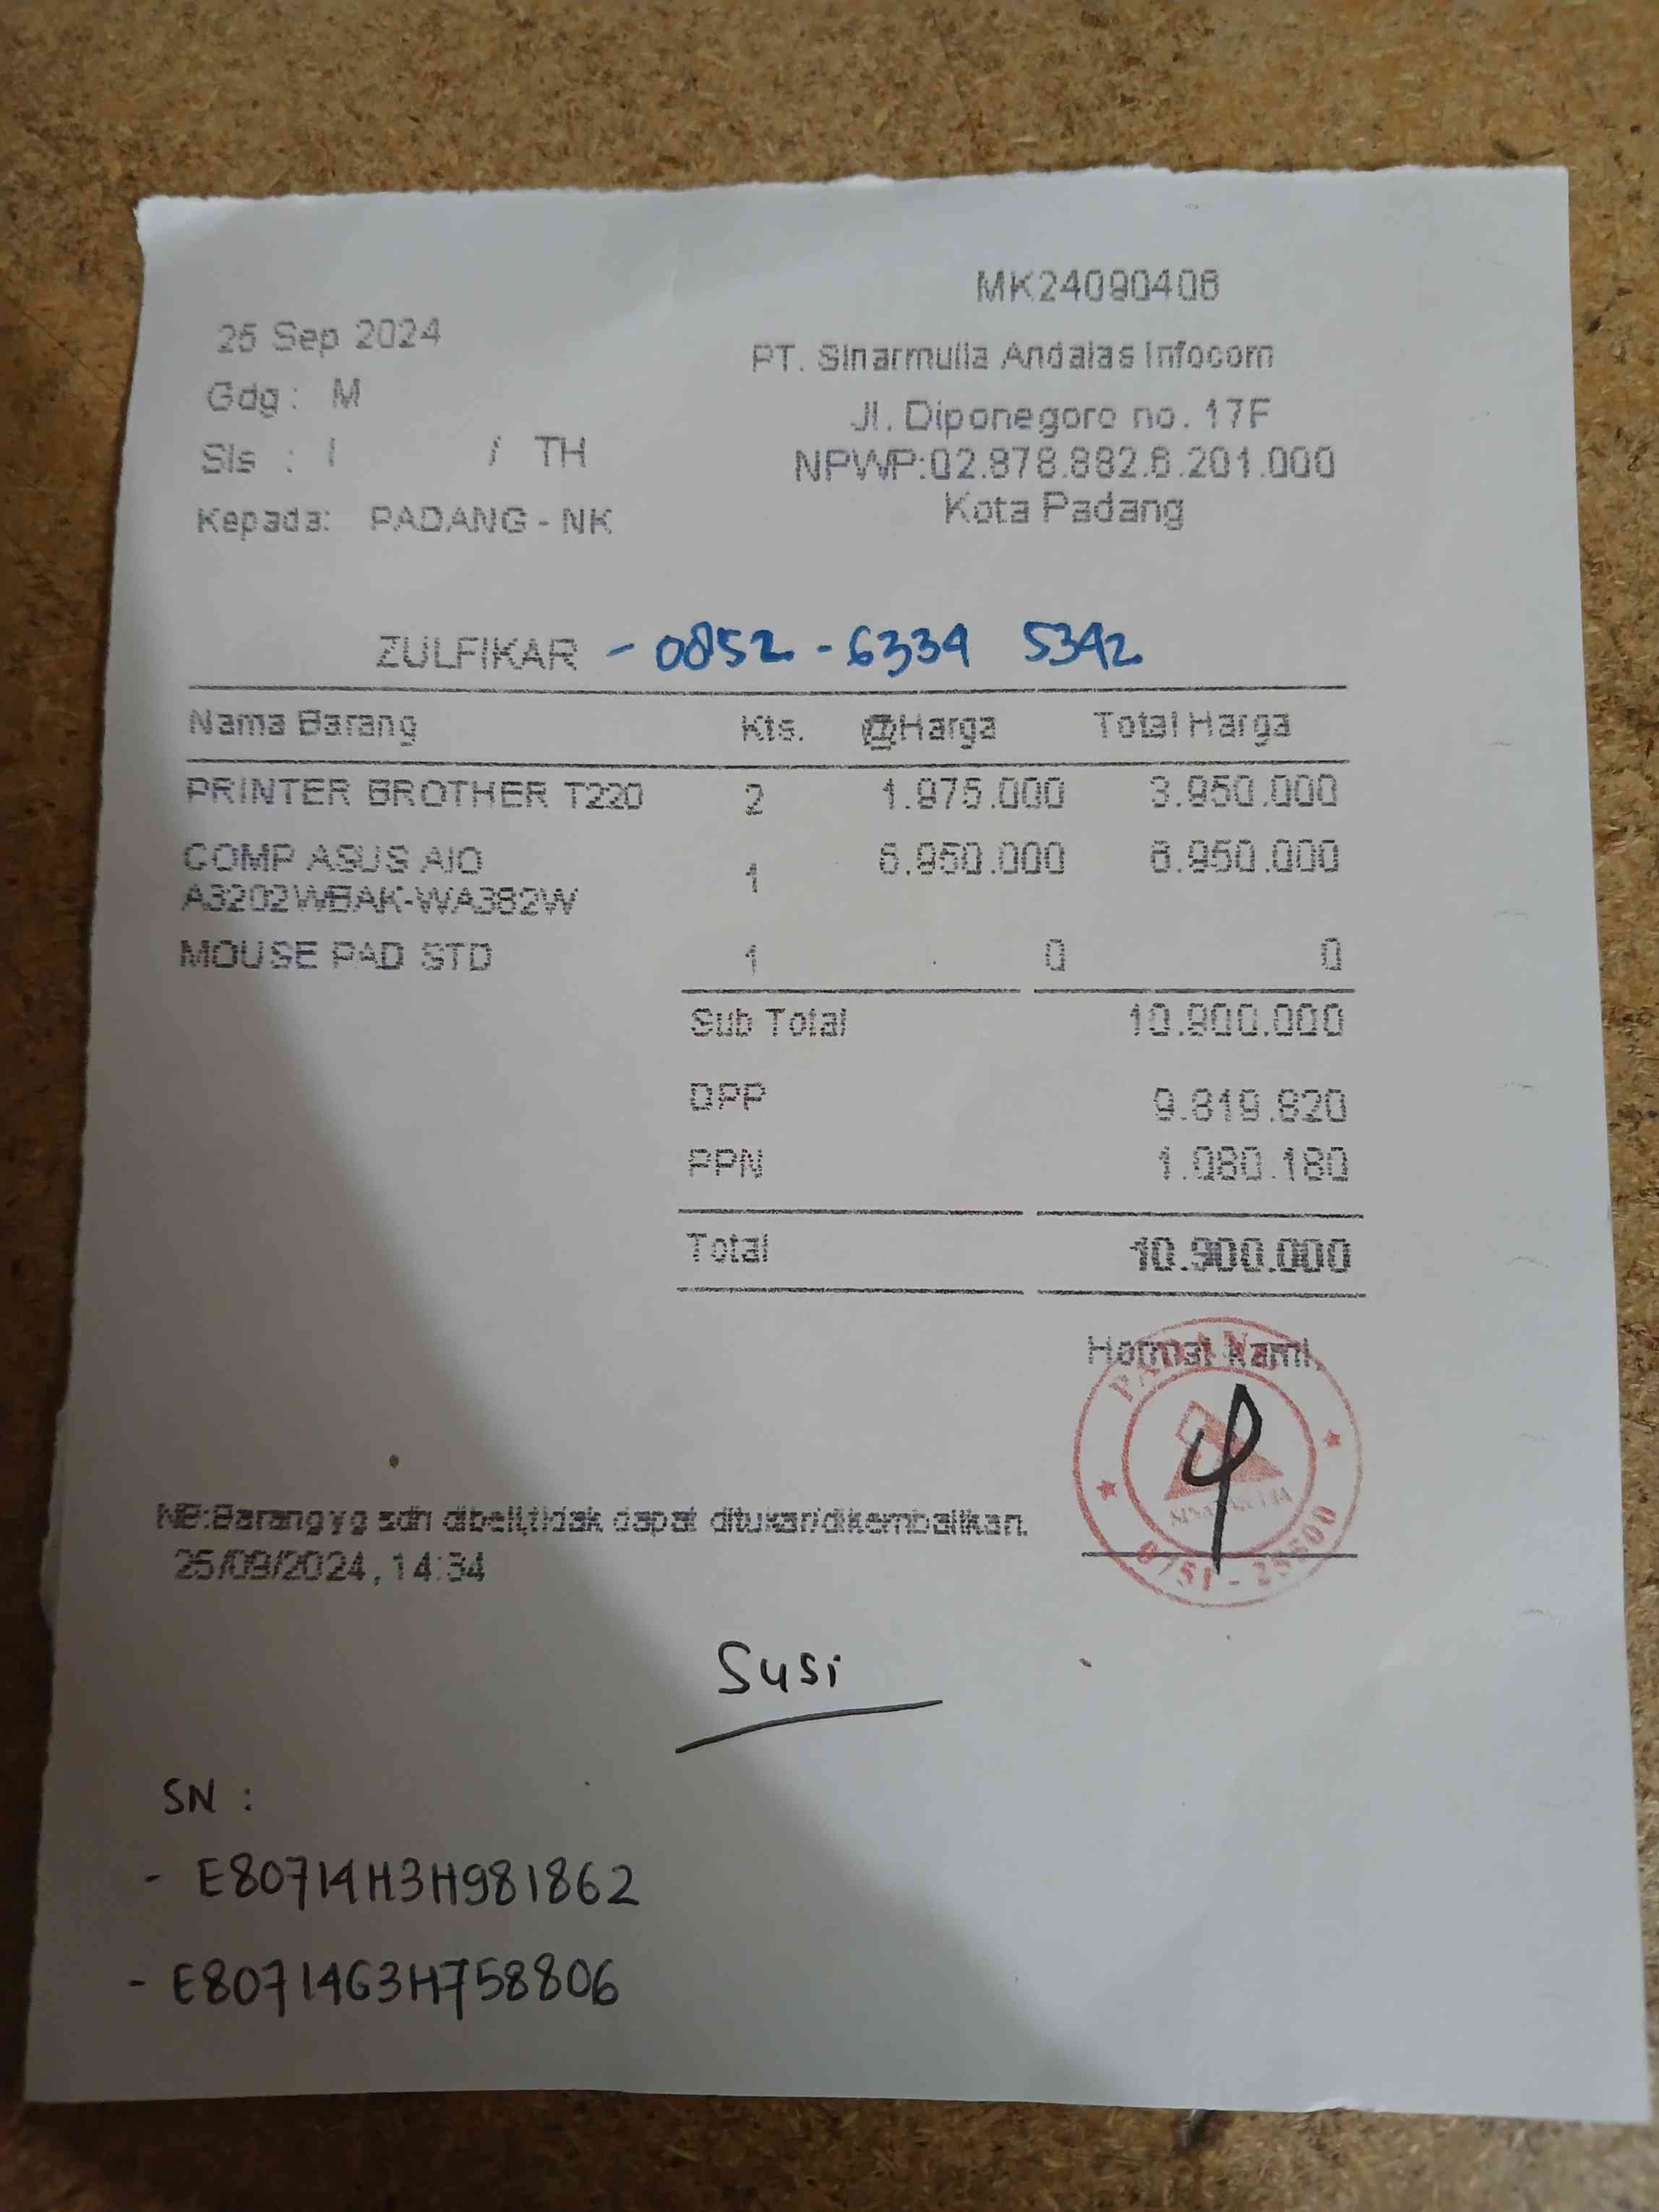 MK24090406
25 Sep 2024
PT. Sinarmulia Andalas Infocom
Gdg : M
Jl. Diponegoro no. 17F
Sls : / / TH
NPWP:02.878.882.6.201.000
Kepada: PADANG - NK
Kota Padang
ZULFIKAR - 0852 - 6334 5342
Nama Barang Kts. @Harga Total Harga
PRINTER BROTHER T220 2 1.975.000 3.950.000
COMP ASUS AIO 1 6.950.000 6.950.000
A3202WBAK-WA382W
MOUSE PAD STD 1 0 0
Sub Total 10.900.000
DPP 9.819.820
PPN 1.080.180
Total 10.900.000
Hormat Kami,
PADANG
SINARMULIA
NB:Barang yg sdh dibeli,tidak dapat ditukar/dikembalikan.
25/09/2024, 14:34
Susi
SN :
- E80714H3H981862
- E80714G3H758806